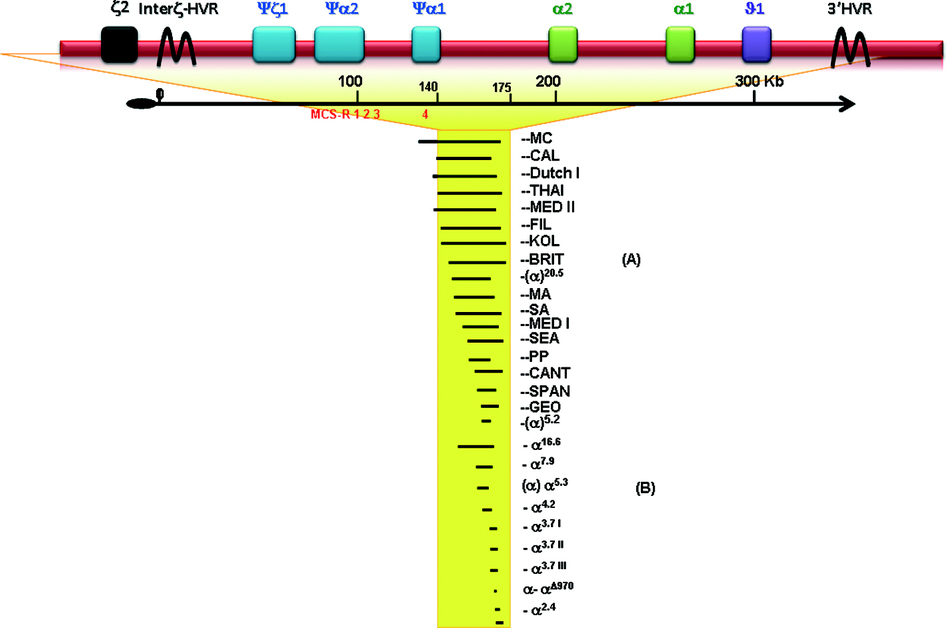 ζ2 Interζ-HVR Ψζ1 Ψα2 Ψα1 α2 α1 ϑ1 3'HVR
0 100 140 175 200 300 Kb
MCS-R 1 2 3 4
--MC
--CAL
--Dutch I
--THAI
--MED II
--FIL
--KOL
--BRIT (A)
-(α)20.5
--MA
--SA
--MED I
--SEA
--PP
--CANT
--SPAN
--GEO
-(α)5.2
- α16.6
- α7.9
(α) α5.3 (B)
- α4.2
- α3.7 I
- α3.7 II
- α3.7 III
α- αΔ970
- α2.4